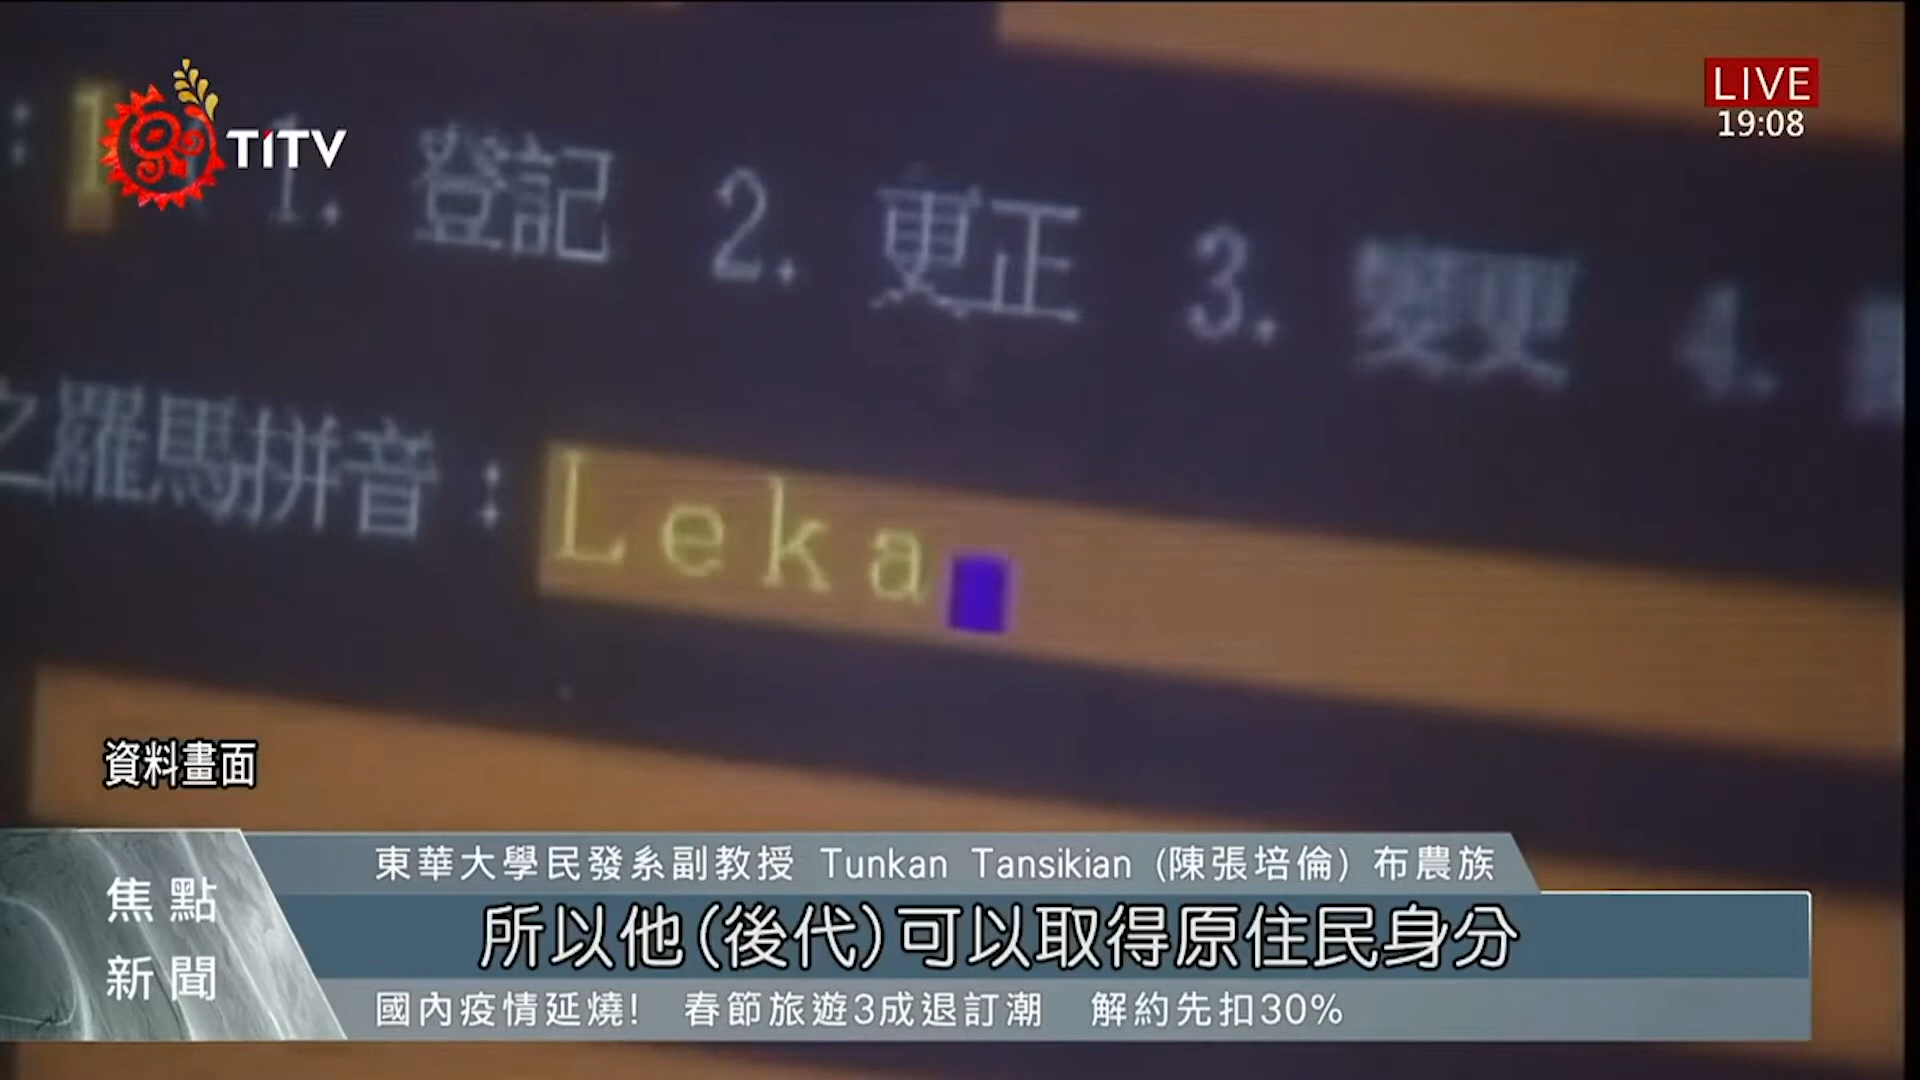 TiTV
LIVE
19:08
1. 登記 2. 更正 3. 變更 4.
之羅馬拼音：Leka
資料畫面
焦點
新聞
東華大學民發系副教授 Tunkan Tansikian (陳張培倫) 布農族
所以他(後代)可以取得原住民身分
國內疫情延燒! 春節旅遊3成退訂潮 解約先扣30%